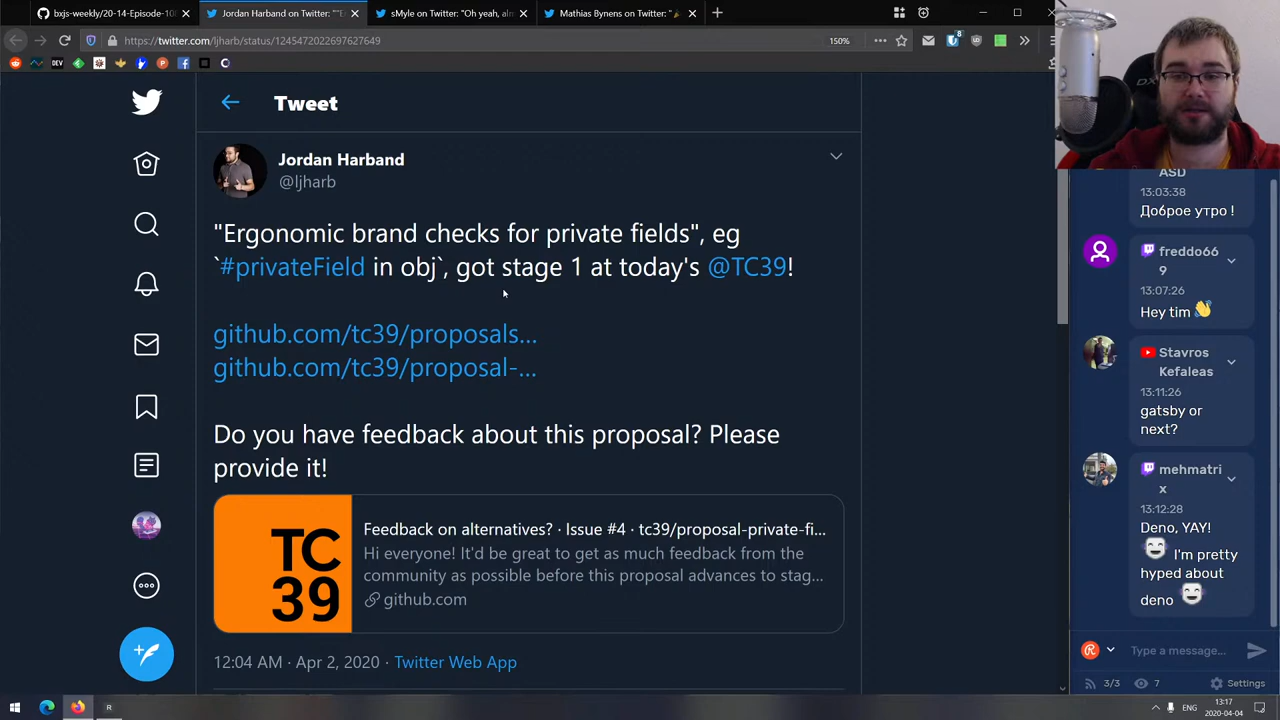 bxjs-weekly/20-14-Episode-108
Jordan Harband on Twitter: ""E
sMyle on Twitter: "Oh yeah, al
Mathias Bynens on Twitter: "
https://twitter.com/ljharb/status/1245472022697627649
150%
8
DEV
Tweet
Jordan Harband
@ljharb
"Ergonomic brand checks for private fields", eg
`#privateField in obj`, got stage 1 at today's @TC39!
github.com/tc39/proposals...
github.com/tc39/proposal-...
Do you have feedback about this proposal? Please
provide it!
TC
39
Feedback on alternatives? · Issue #4 · tc39/proposal-private-fi...
Hi everyone! It'd be great to get as much feedback from the
community as possible before this proposal advances to stag...
github.com
12:04 AM · Apr 2, 2020 · Twitter Web App
DX
ASD
13:03:38
Доброе утро !
freddo66
9
13:07:26
Hey tim 👋
Stavros
Kefaleas
13:11:26
gatsby or
next?
mehmatri
x
13:12:28
Deno, YAY!
I'm pretty
hyped about
deno
Type a message...
3/3
7
Settings
ENG
13:17
2020-04-04